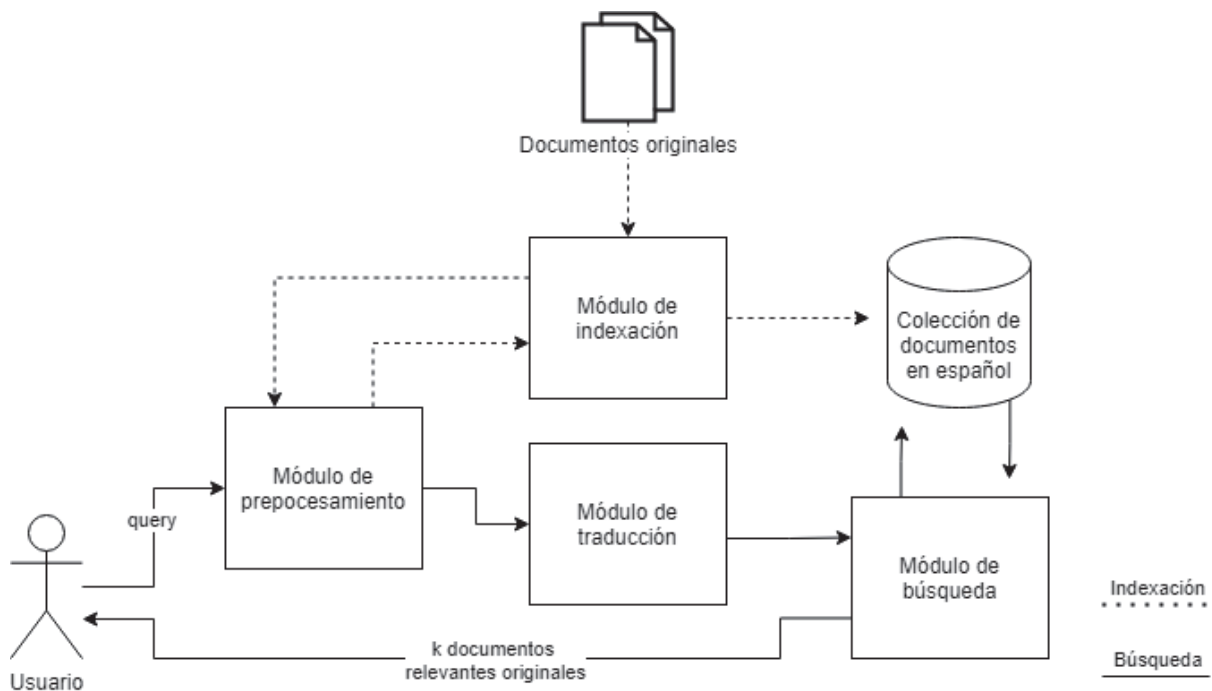 Documentos originales
Módulo de
indexación
Colección de
documentos
en español
Módulo de
prepocesamiento
query
Módulo de
traducción
Módulo de
búsqueda
Indexación
k documentos
relevantes originales
Búsqueda
Usuario